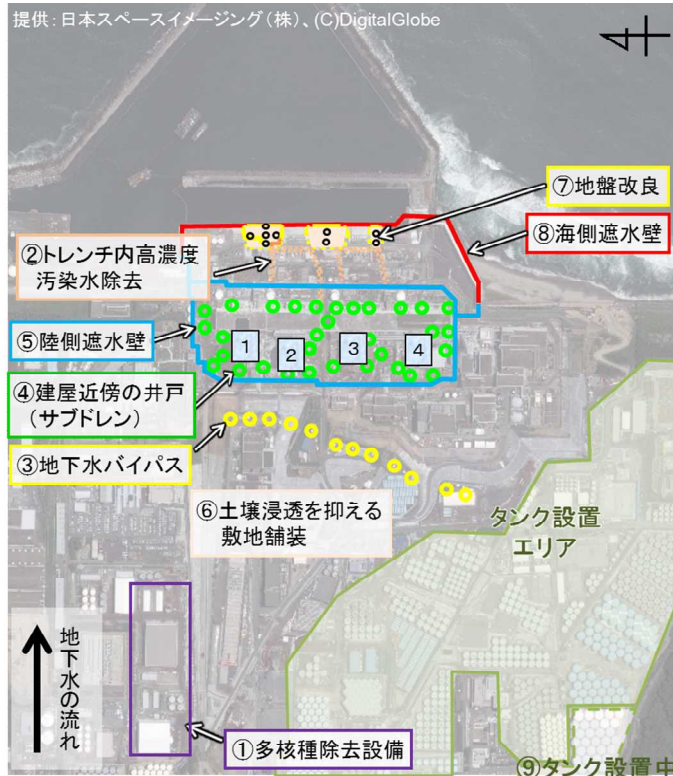 提供：日本スペースイメージング（株）、(C)DigitalGlobe
⑦地盤改良
⑧海側遮水壁
②トレンチ内高濃度
汚染水除去
⑤陸側遮水壁
1
2
3
4
④建屋近傍の井戸
（サブドレン）
③地下水バイパス
⑥土壌浸透を抑える
敷地舗装
タンク設置
エリア
地下水の流れ
①多核種除去設備
⑨タンク設置中